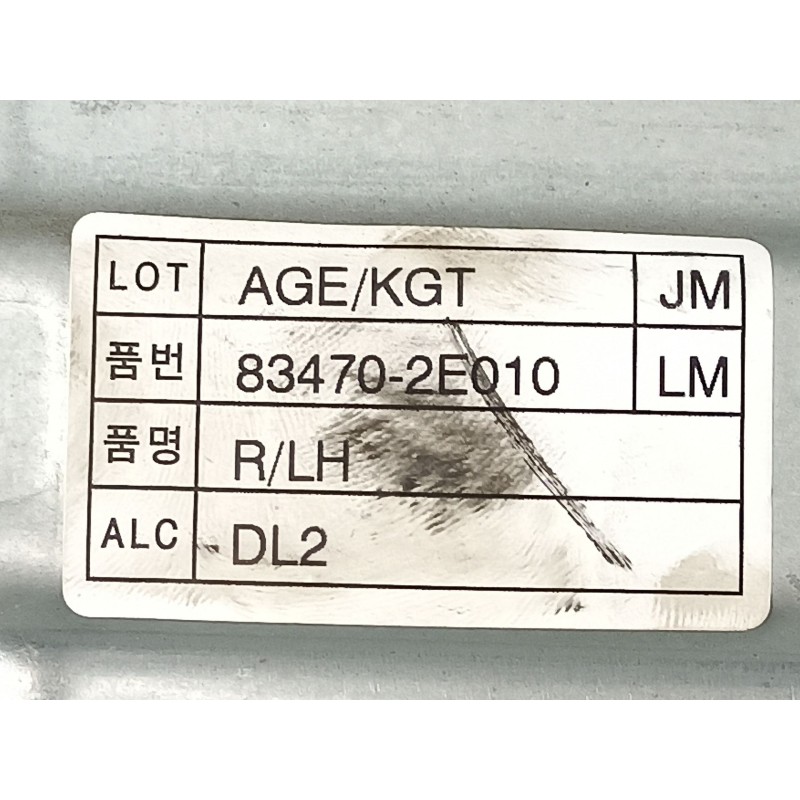 LOT AGE/KGT JM
품번 83470-2E010 LM
품명 R/LH
ALC DL2